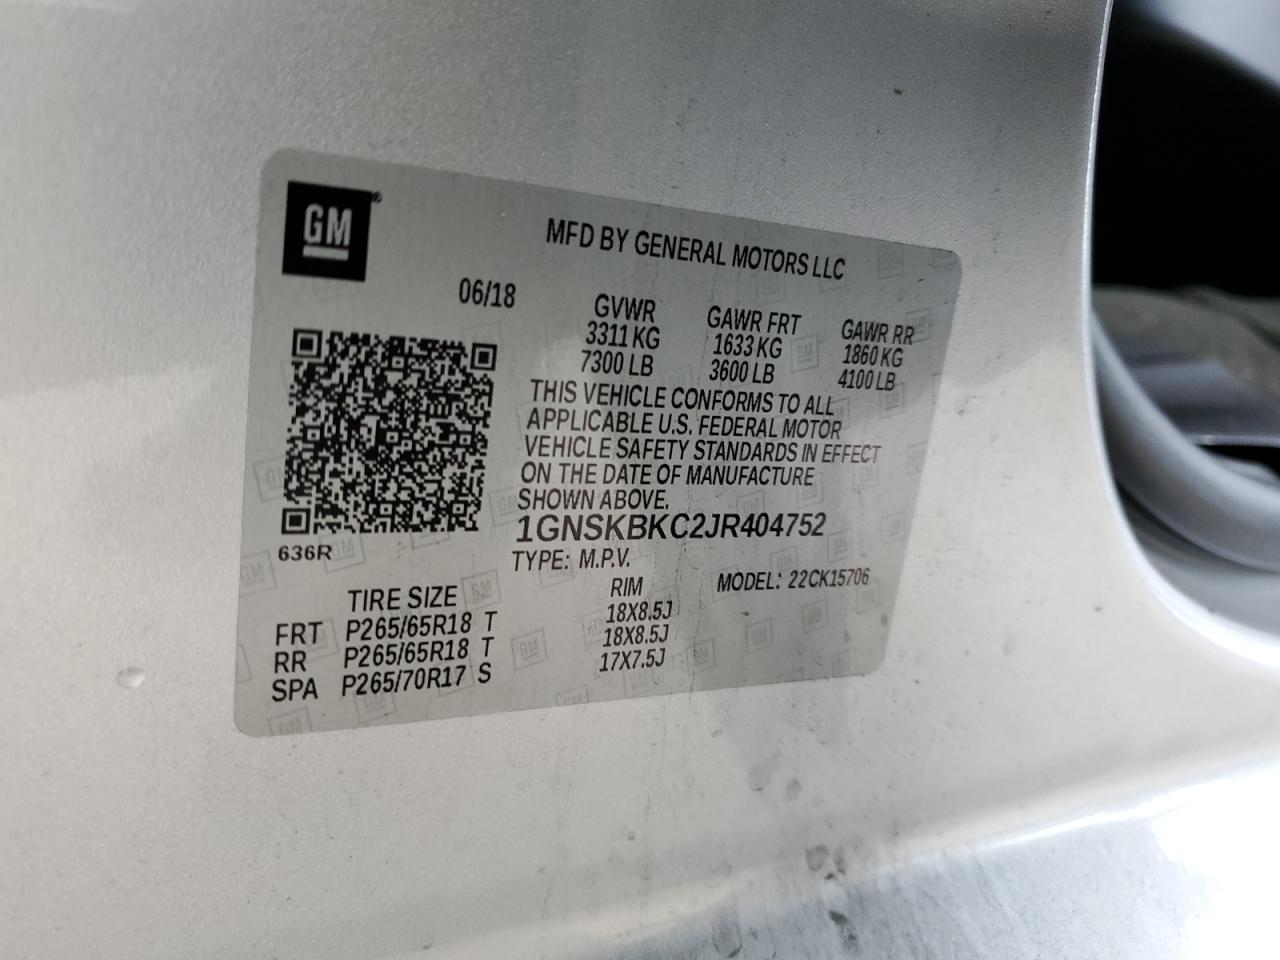 GM
MFD BY GENERAL MOTORS LLC
06/18
GVWR GAWR FRT GAWR RR
3311 KG 1633 KG 1860 KG
7300 LB 3600 LB 4100 LB
THIS VEHICLE CONFORMS TO ALL
APPLICABLE U.S. FEDERAL MOTOR
VEHICLE SAFETY STANDARDS IN EFFECT
ON THE DATE OF MANUFACTURE
SHOWN ABOVE.
1GNSKBKC2JR404752
636R
TYPE: M.P.V. MODEL: 22CK15706
TIRE SIZE RIM
FRT P265/65R18 T 18X8.5J
RR P265/65R18 T 18X8.5J
SPA P265/70R17 S 17X7.5J